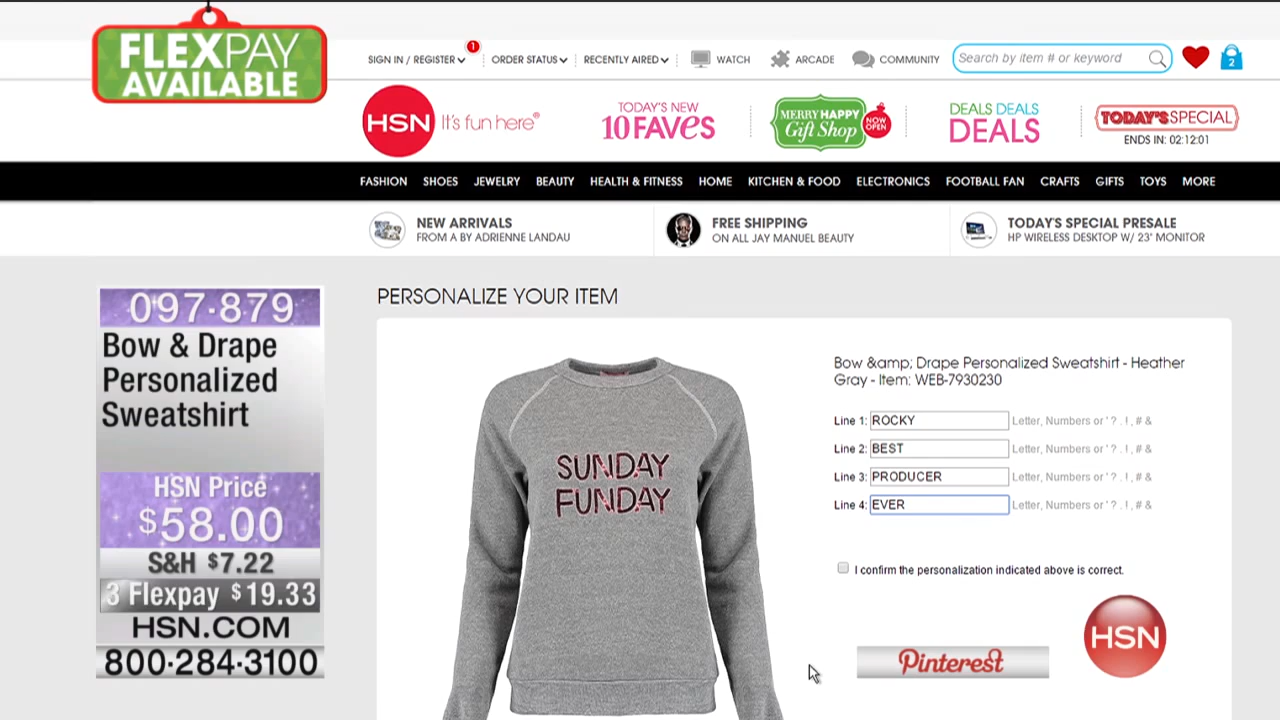 FLEXPAY
AVAILABLE
SIGN IN / REGISTER
1
ORDER STATUS
RECENTLY AIRED
WATCH
ARCADE
COMMUNITY
Search by item # or keyword
2
HSN It's fun here®
TODAY'S NEW
10 FAVES
MERRY HAPPY
Gift Shop
NOW
OPEN
DEALS DEALS
DEALS
TODAY'S SPECIAL
ENDS IN: 02:12:01
FASHION SHOES JEWELRY BEAUTY HEALTH & FITNESS HOME KITCHEN & FOOD ELECTRONICS FOOTBALL FAN CRAFTS GIFTS TOYS MORE
NEW ARRIVALS
FROM A BY ADRIENNE LANDAU
FREE SHIPPING
ON ALL JAY MANUEL BEAUTY
TODAY'S SPECIAL PRESALE
HP WIRELESS DESKTOP W/ 23" MONITOR
097-879
Bow & Drape
Personalized
Sweatshirt
HSN Price
$58.00
S&H $7.22
3 Flexpay $19.33
HSN.COM
800-284-3100
PERSONALIZE YOUR ITEM
SUNDAY
FUNDAY
Bow &amp; Drape Personalized Sweatshirt - Heather
Gray - Item: WEB-7930230
Line 1: ROCKY Letter, Numbers or ' ? . ! , # &
Line 2: BEST Letter, Numbers or ' ? . ! , # &
Line 3: PRODUCER Letter, Numbers or ' ? . ! , # &
Line 4: EVER Letter, Numbers or ' ? . ! , # &
I confirm the personalization indicated above is correct.
Pinterest
HSN